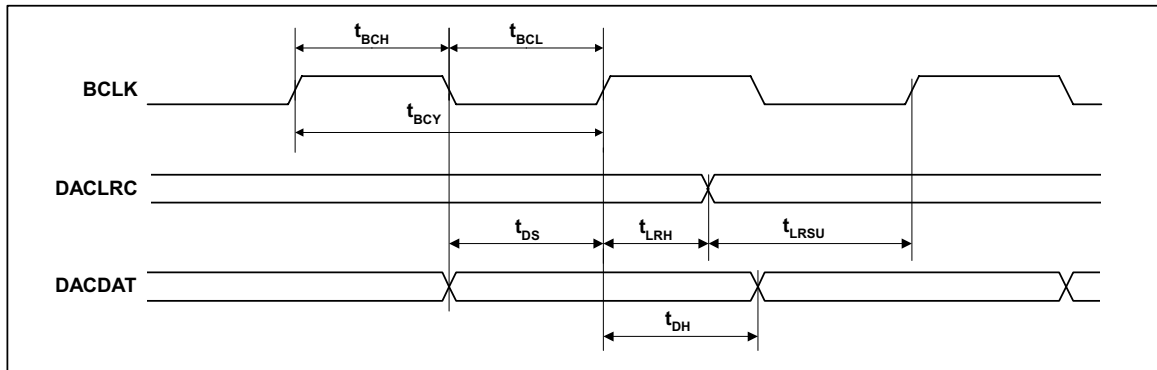 tBCH tBCL
BCLK
tBCY
DACLRC
tDS tLRH tLRSU
DACDAT
tDH